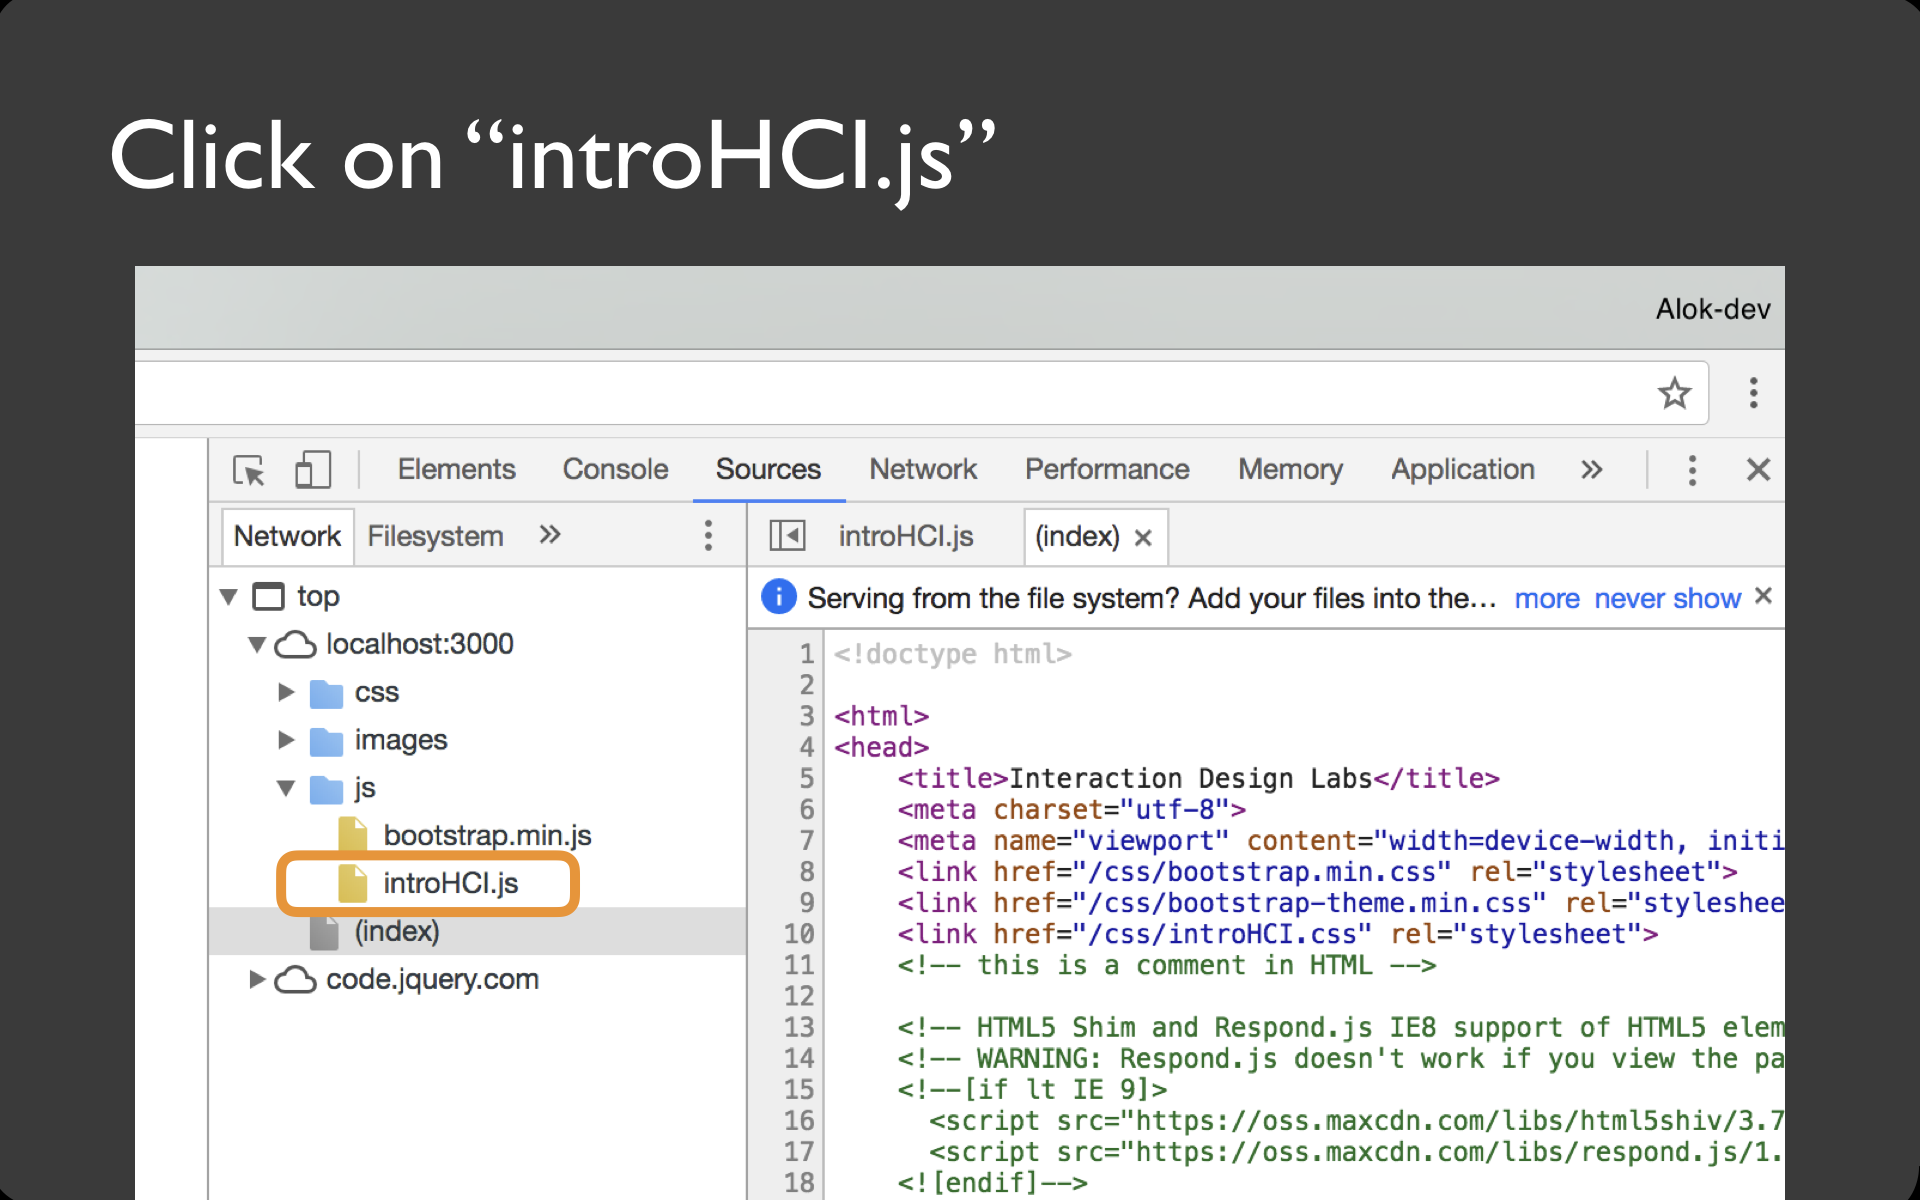 Click on “introHCI.js”
Alok-dev
Elements Console Sources Network Performance Memory Application »
Network Filesystem »
introHCI.js (index) ×
top
localhost:3000
css
images
js
bootstrap.min.js
introHCI.js
(index)
code.jquery.com
i Serving from the file system? Add your files into the… more never show ×
1 <!doctype html>
2
3 <html>
4 <head>
5 <title>Interaction Design Labs</title>
6 <meta charset="utf-8">
7 <meta name="viewport" content="width=device-width, initi
8 <link href="/css/bootstrap.min.css" rel="stylesheet">
9 <link href="/css/bootstrap-theme.min.css" rel="styleshee
10 <link href="/css/introHCI.css" rel="stylesheet">
11 <!-- this is a comment in HTML -->
12
13 <!-- HTML5 Shim and Respond.js IE8 support of HTML5 elem
14 <!-- WARNING: Respond.js doesn't work if you view the pa
15 <!--[if lt IE 9]>
16 <script src="https://oss.maxcdn.com/libs/html5shiv/3.7
17 <script src="https://oss.maxcdn.com/libs/respond.js/1.
18 <![endif]-->